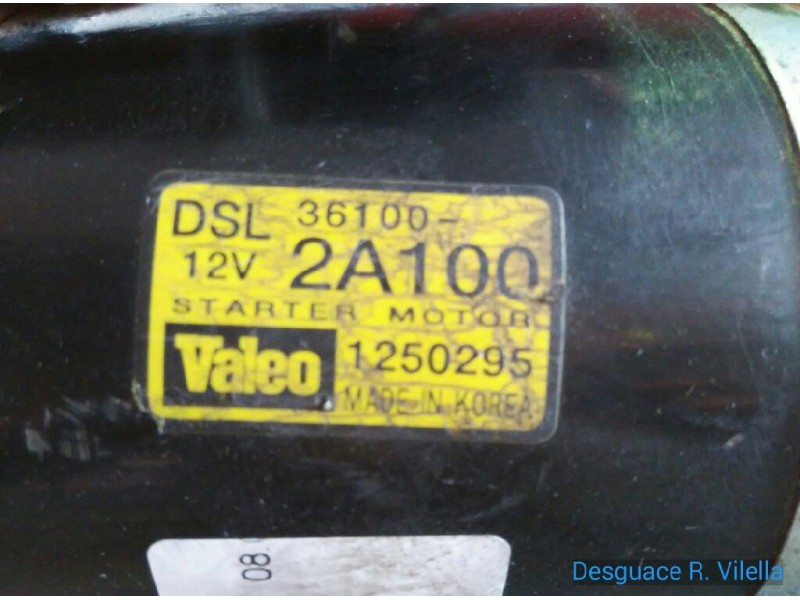 DSL 36100-
12V 2A100
STARTER MOTOR
Valeo 1250295
MADE IN KOREA
08.
Desguace R. Vilella